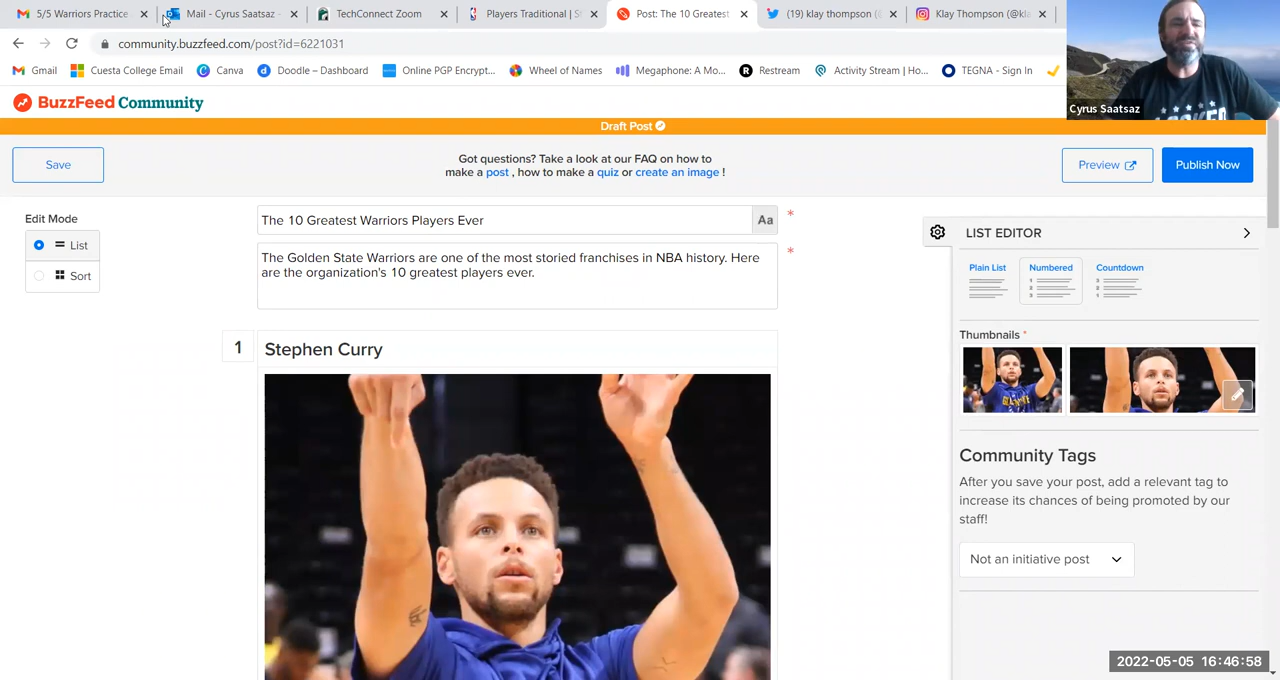 5/5 Warriors Practice
Mail - Cyrus Saatsaz -
TechConnect Zoom
Players Traditional | St
Post: The 10 Greatest
(19) klay thompson (@
Klay Thompson (@kla
community.buzzfeed.com/post?id=6221031
Gmail
Cuesta College Email
Canva
Doodle – Dashboard
Online PGP Encrypt...
Wheel of Names
Megaphone: A Mo...
Restream
Activity Stream | Ho...
TEGNA - Sign In
Cyrus Saatsaz
BuzzFeed Community
Draft Post
Save
Got questions? Take a look at our FAQ on how to
make a post , how to make a quiz or create an image !
Preview
Publish Now
Edit Mode
List
Sort
The 10 Greatest Warriors Players Ever
Aa
*
The Golden State Warriors are one of the most storied franchises in NBA history. Here
are the orghnization's 10 greatest players ever.
*
1
Stephen Curry
LIST EDITOR
Plain List
Numbered
Countdown
Thumbnails *
Community Tags
After you save your post, add a relevant tag to
increase its chances of being promoted by our
staff!
Not an initiative post
2022-05-05 16:46:58